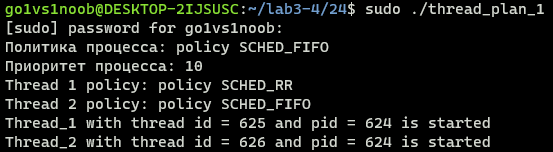 go1vs1noob@DESKTOP-2IJSUSC:~/lab3-4/24$ sudo ./thread_plan_1
[sudo] password for go1vs1noob:
Политика процесса: policy SCHED_FIFO
Приоритет процесса: 10
Thread 1 policy: policy SCHED_RR
Thread 2 policy: policy SCHED_FIFO
Thread_1 with thread id = 625 and pid = 624 is started
Thread_2 with thread id = 626 and pid = 624 is started